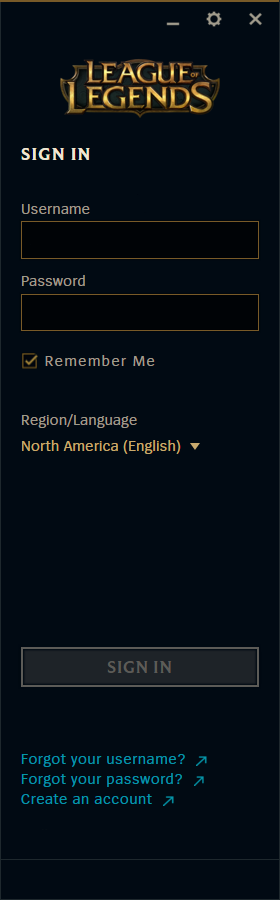 LEAGUE OF
LEGENDS
SIGN IN
Username
Password
Remember Me
Region/Language
North America (English)
SIGN IN
Forgot your username?
Forgot your password?
Create an account